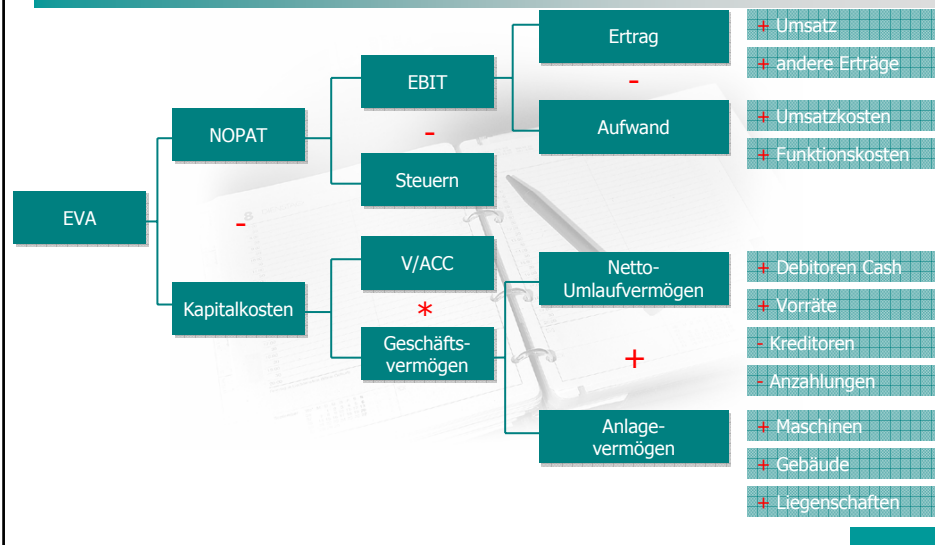 Ertrag
+ Umsatz
+ andere Erträge
EBIT
-
-
Aufwand
+ Umsatzkosten
+ Funktionskosten
NOPAT
Steuern
EVA
-
V/ACC
Netto-
Umlaufvermögen
+ Debitoren Cash
+ Vorräte
- Kreditoren
- Anzahlungen
Kapitalkosten
*
Geschäfts-
vermögen
+
Anlage-
vermögen
+ Maschinen
+ Gebäude
+ Liegenschaften